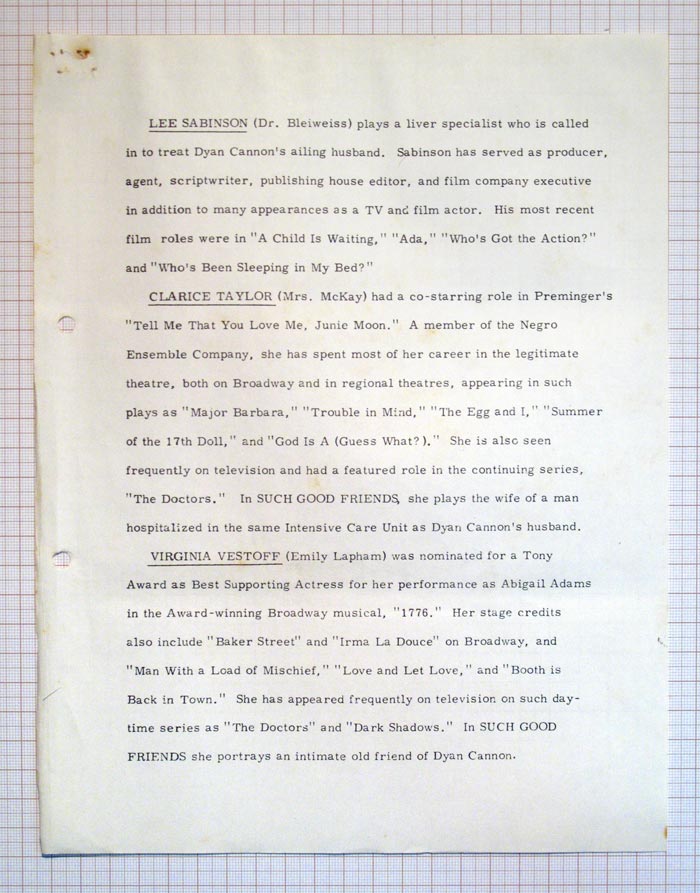 LEE SABINSON (Dr. Bleiweiss) plays a liver specialist who is called
in to treat Dyan Cannon's ailing husband. Sabinson has served as producer,
agent, scriptwriter, publishing house editor, and film company executive
in addition to many appearances as a TV and film actor. His most recent
film roles were in "A Child Is Waiting," "Ada," "Who's Got the Action?"
and "Who's Been Sleeping in My Bed?"
CLARICE TAYLOR (Mrs. McKay) had a co-starring role in Preminger's
"Tell Me That You Love Me, Junie Moon." A member of the Negro
Ensemble Company, she has spent most of her career in the legitimate
theatre, both on Broadway and in regional theatres, appearing in such
plays as "Major Barbara," "Trouble in Mind," "The Egg and I," "Summer
of the 17th Doll," and "God Is A (Guess What?)." She is also seen
frequently on television and had a featured role in the continuing series,
"The Doctors." In SUCH GOOD FRIENDS, she plays the wife of a man
hospitalized in the same Intensive Care Unit as Dyan Cannon's husband.
VIRGINIA VESTOFF (Emily Lapham) was nominated for a Tony
Award as Best Supporting Actress for her performance as Abigail Adams
in the Award-winning Broadway musical, "1776." Her stage credits
also include "Baker Street" and "Irma La Douce" on Broadway, and
"Man With a Load of Mischief," "Love and Let Love," and "Booth is
Back in Town." She has appeared frequently on television on such day-
time series as "The Doctors" and "Dark Shadows." In SUCH GOOD
FRIENDS she portrays an intimate old friend of Dyan Cannon.